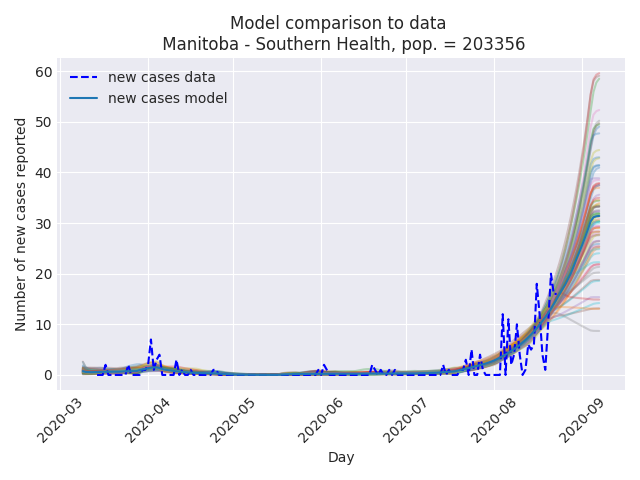 Model comparison to data
Manitoba - Southern Health, pop. = 203356
new cases data
new cases model
Number of new cases reported
60
50
40
30
20
10
0
2020-03
2020-04
2020-05
2020-06
2020-07
2020-08
2020-09
Day